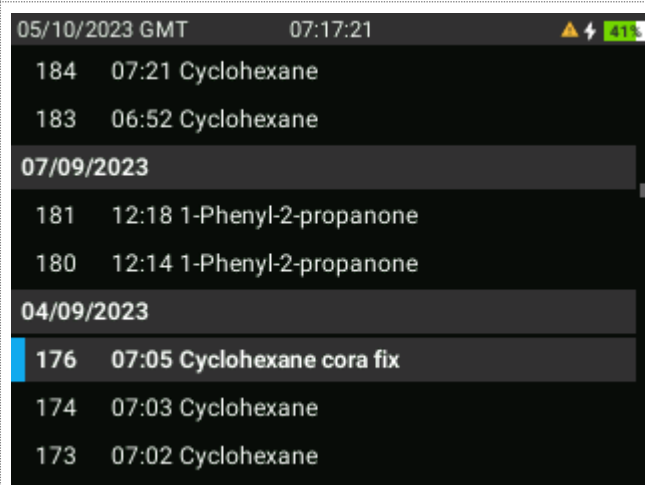 05/10/2023 GMT 07:17:21 41%
184 07:21 Cyclohexane
183 06:52 Cyclohexane
07/09/2023
181 12:18 1-Phenyl-2-propanone
180 12:14 1-Phenyl-2-propanone
04/09/2023
176 07:05 Cyclohexane cora fix
174 07:03 Cyclohexane
173 07:02 Cyclohexane